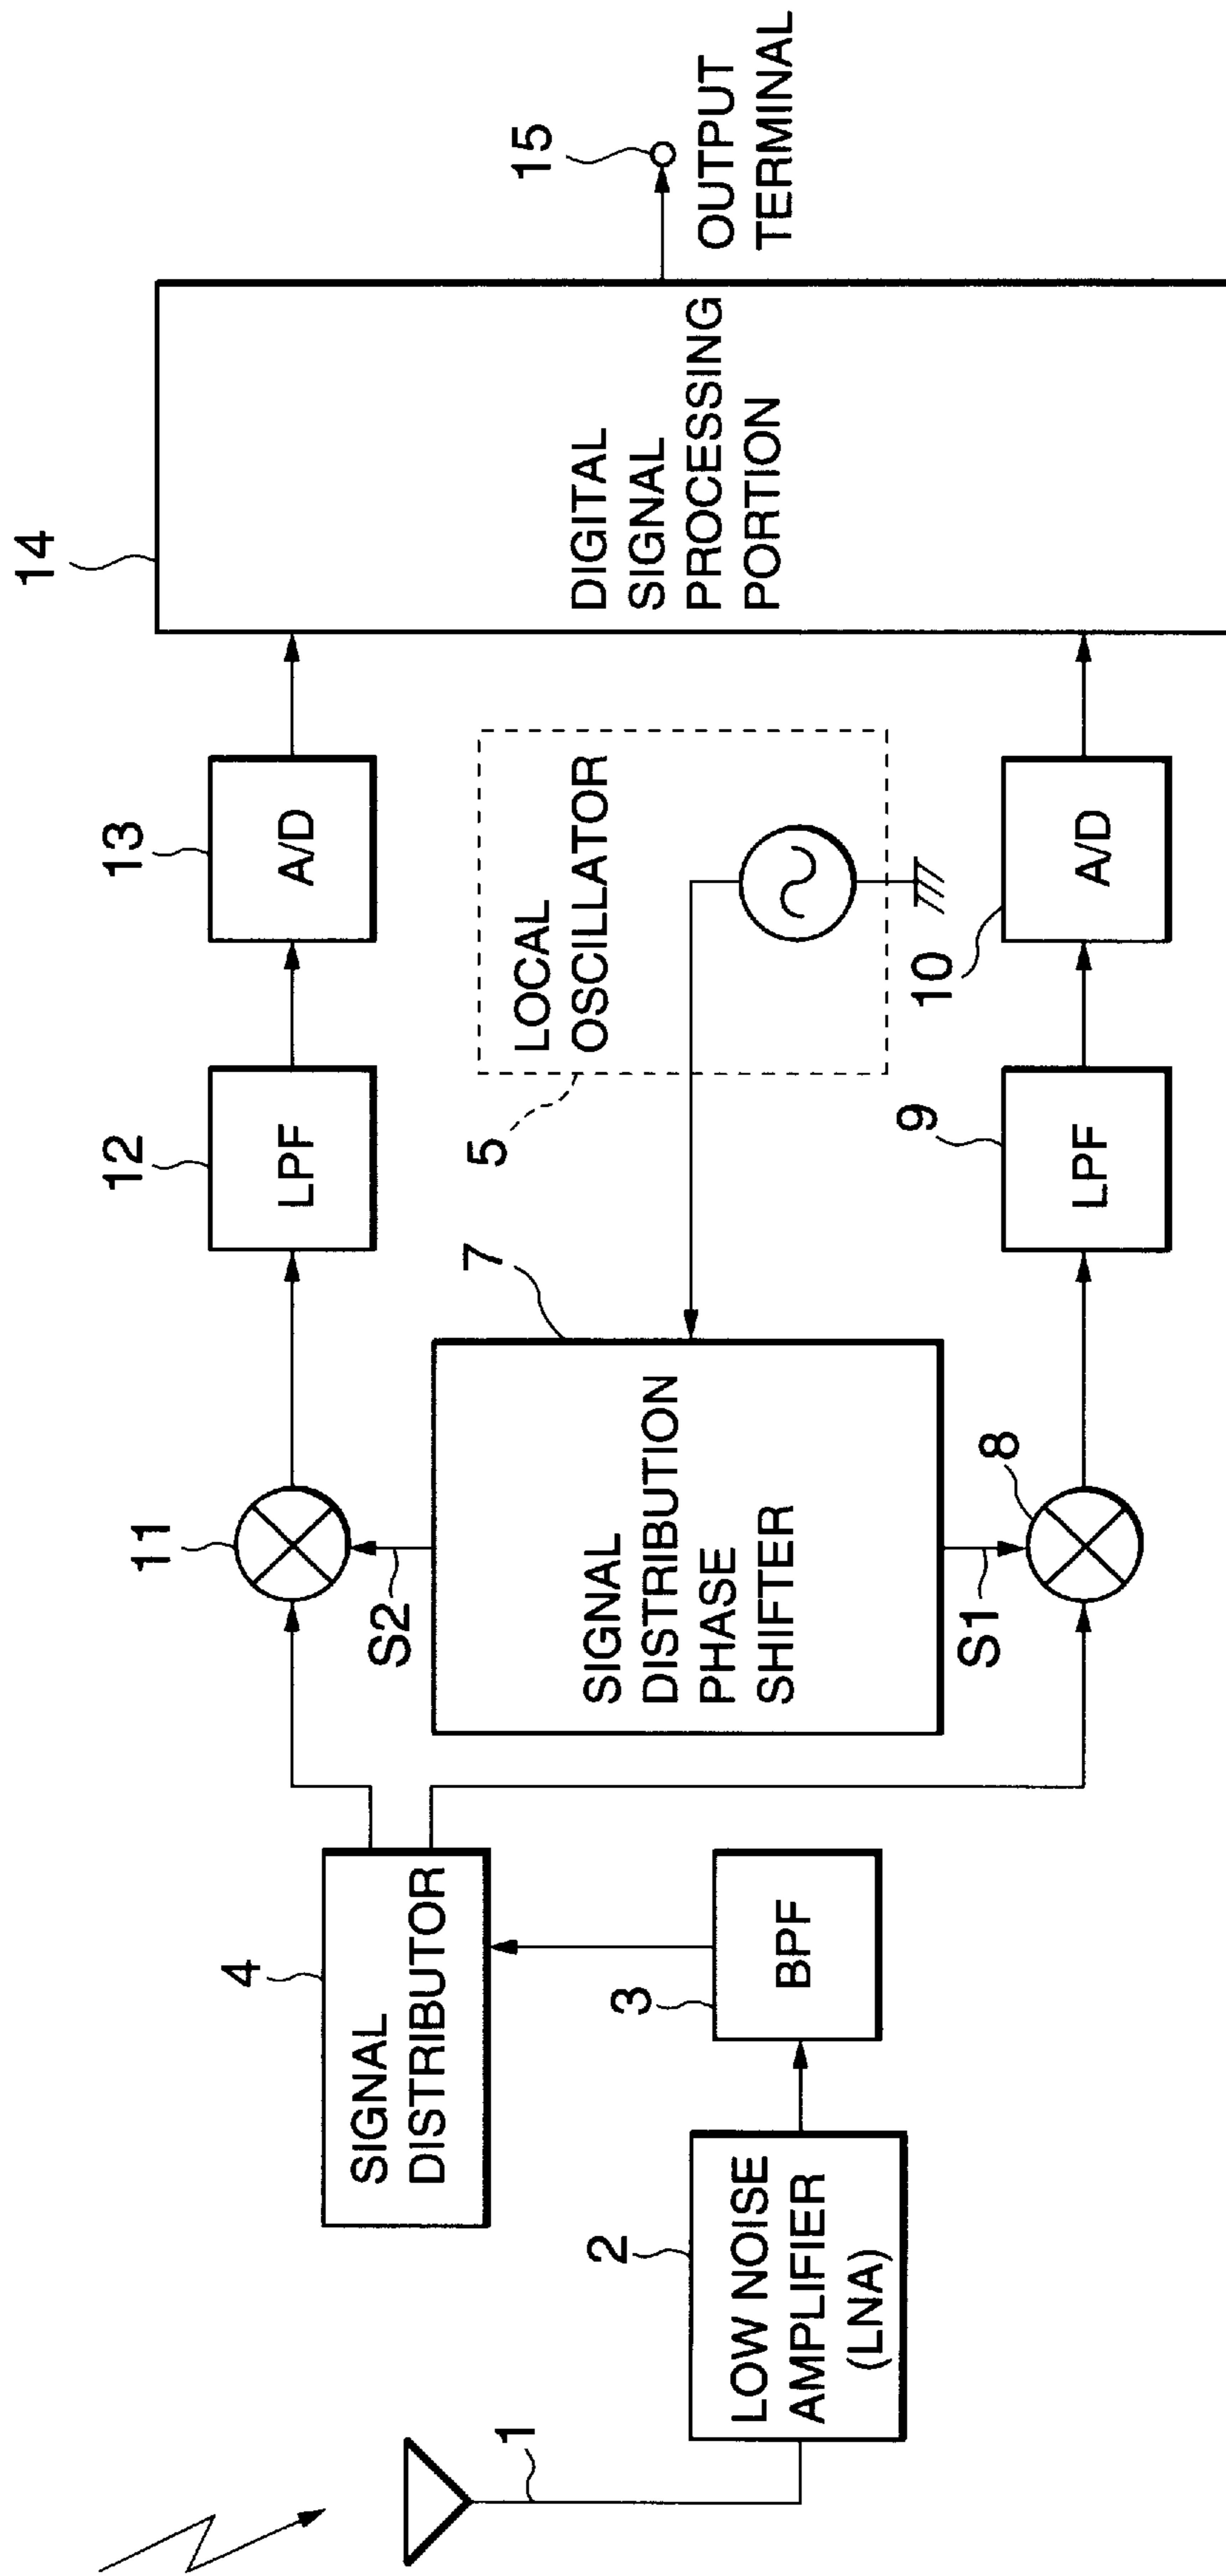 1
2
LOW NOISE
AMPLIFIER
(LNA)
3
BPF
4
SIGNAL
DISTRIBUTOR
11
S2
7
SIGNAL
DISTRIBUTION
PHASE
SHIFTER
S1
8
12
LPF
13
A/D
5
LOCAL
OSCILLATOR
9
LPF
10
A/D
14
DIGITAL
SIGNAL
PROCESSING
PORTION
15
OUTPUT
TERMINAL